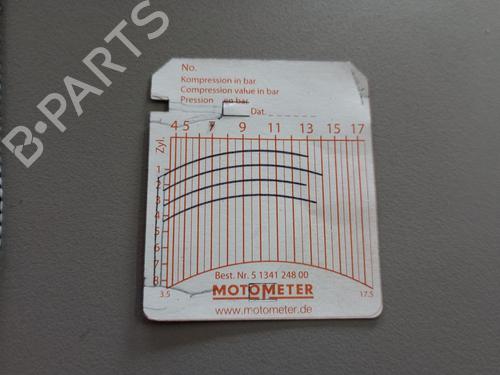 B-PARTS
No.
Kompression in bar
Compression value in bar
Pression en bar
Dat.
4 5 7 9 11 13 15 17
Zyl.
1
2
3
4
5
6
7
8
3.5 17.5
Best. Nr. 5 1341 248 00
MOTOMETER
www.motometer.de